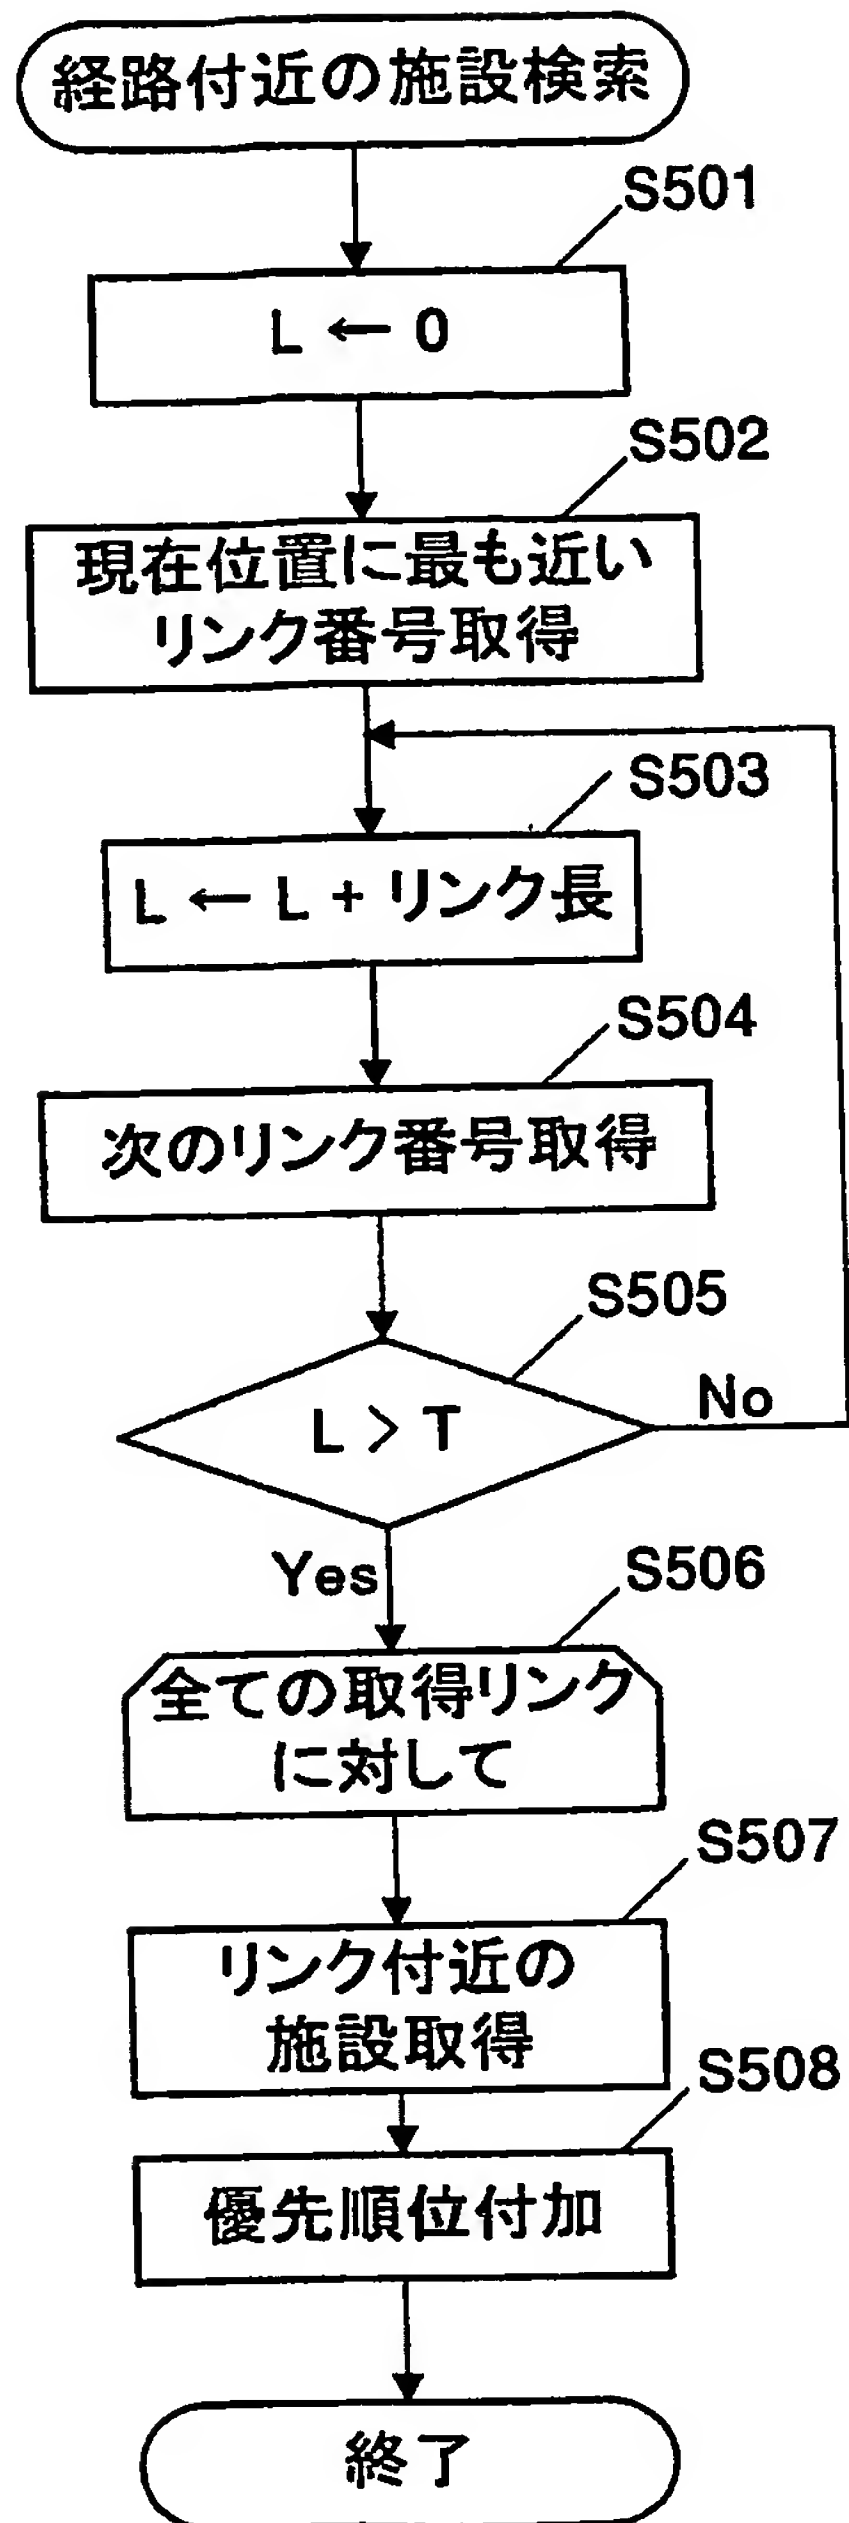 経路付近の施設検索
S501
L ← 0
S502
現在位置に最も近い
リンク番号取得
S503
L ← L + リンク長
S504
次のリンク番号取得
S505
L > T
No
Yes
S506
全ての取得リンク
に対して
S507
リンク付近の
施設取得
S508
優先順位付加
終了